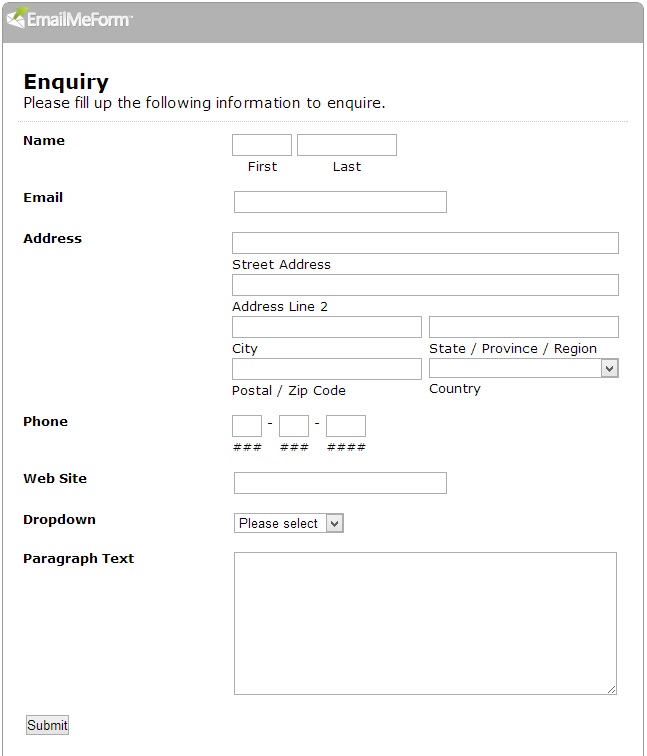 EmailMeForm
Enquiry
Please fill up the following information to enquire.
Name
First Last
Email
Address
Street Address
Address Line 2
City State / Province / Region
Postal / Zip Code Country
Phone - -
### ### ####
Web Site
Dropdown Please select
Paragraph Text
Submit